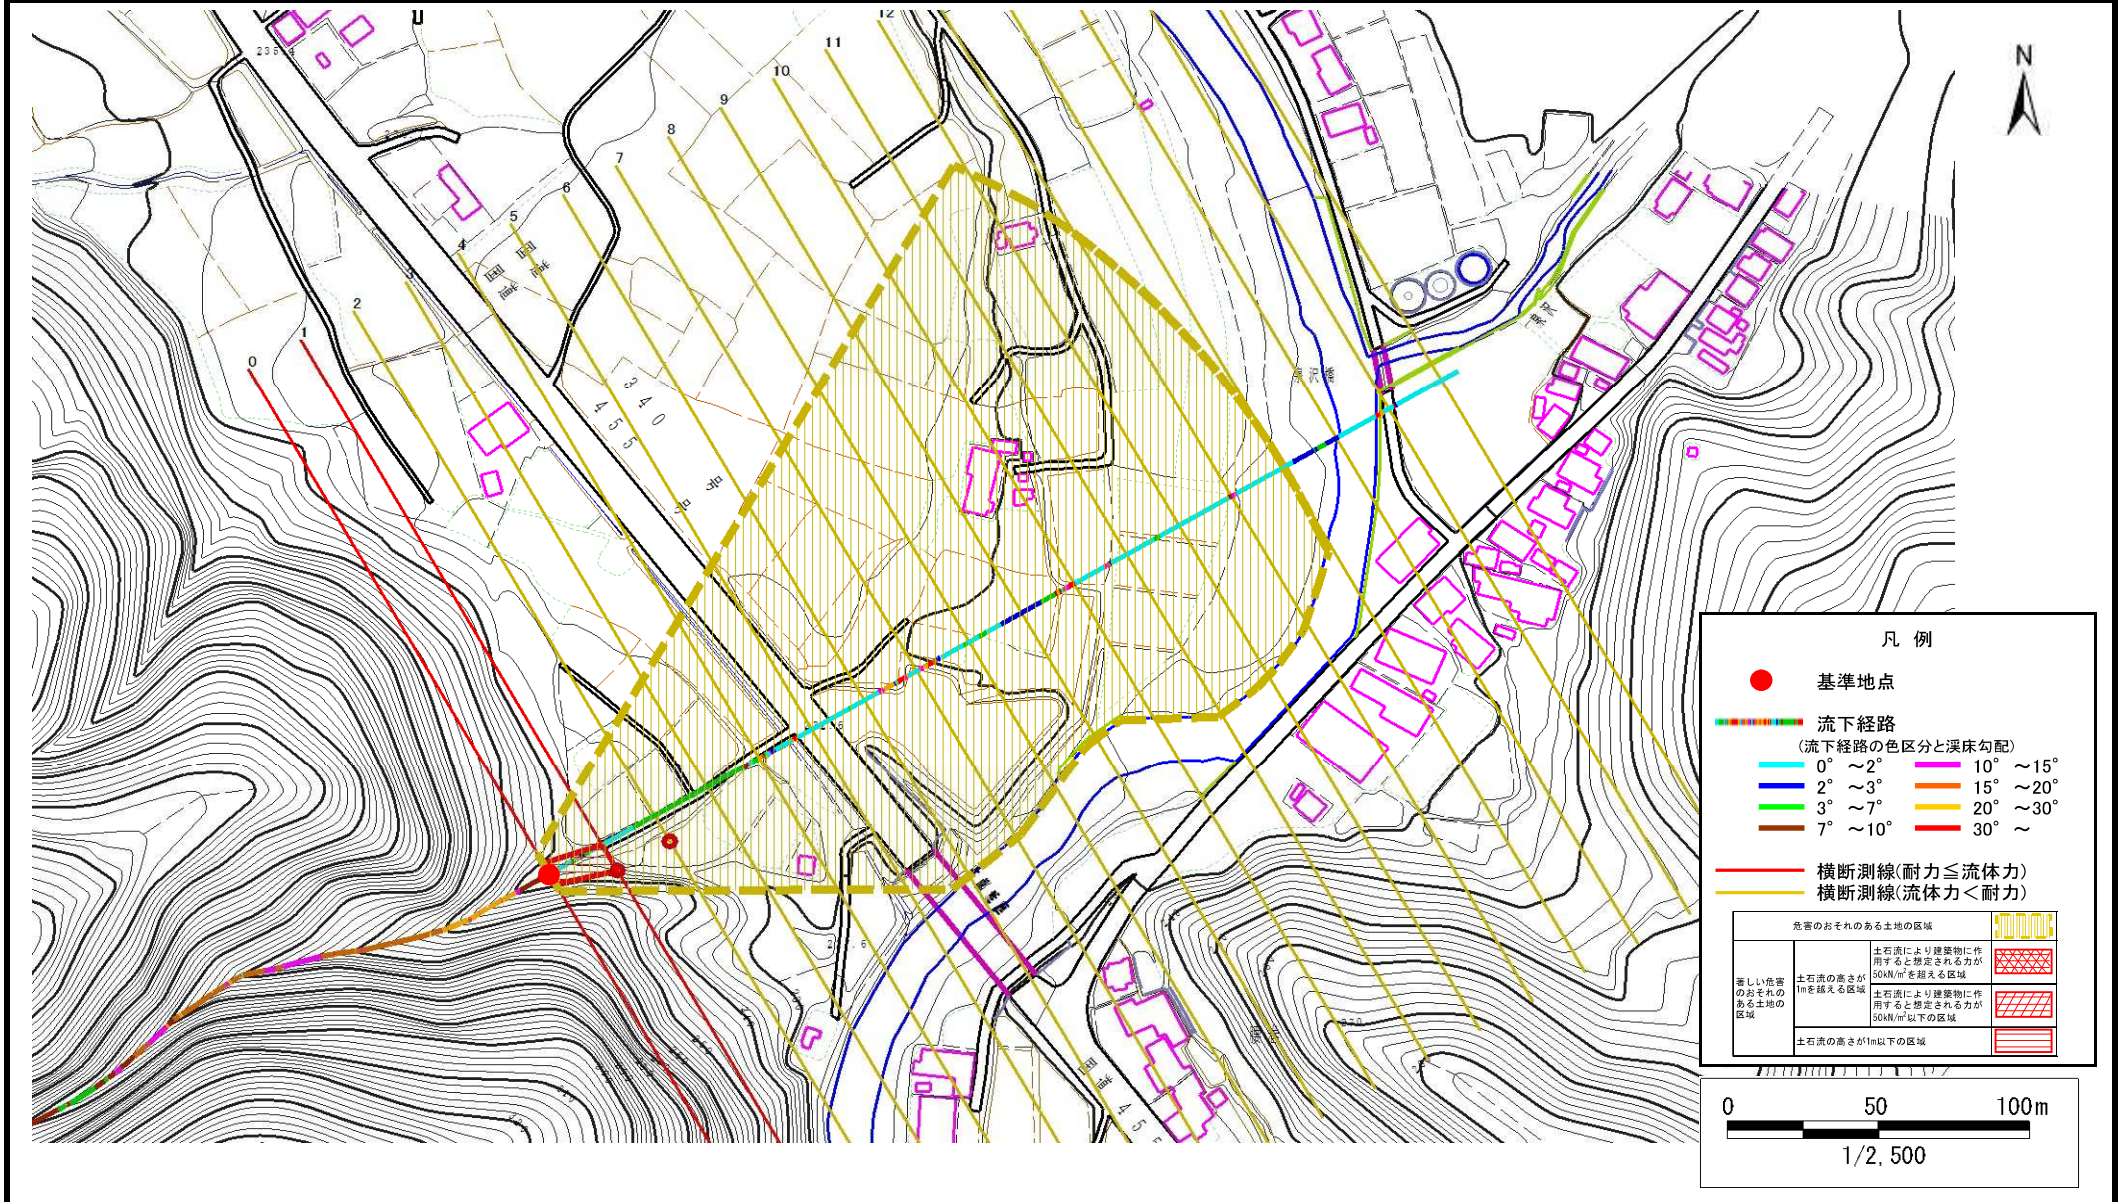 12
11
10
9
8
7
6
5
4
2
1
0
N
国道
国道
340
455
号
号
凡 例
基準地点
流下経路
(流下経路の色区分と渓床勾配)
0° ~2° 10° ~15°
2° ~3° 15° ~20°
3° ~7° 20° ~30°
7° ~10° 30° ~
横断測線(耐力≦流体力)
横断測線(流体力<耐力)
危害のおそれのある土地の区域
著しい危害のおそれのある土地の区域
土石流の高さが1mを越える区域
土石流により建築物に作用すると想定される力が50kN/㎡を超える区域
土石流により建築物に作用すると想定される力が50kN/㎡以下の区域
土石流の高さが1m以下の区域
0 50 100m
1/2,500